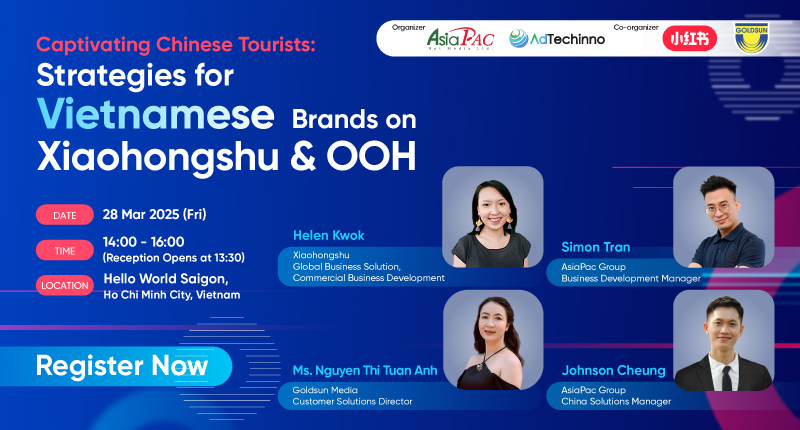 Organizer
AsiaPAC
Net Media Ltd
AdTechinno
Co-organizer
小红书
GOLDSUN
Captivating Chinese Tourists:
Strategies for
Vietnamese Brands on
Xiaohongshu & OOH
DATE 28 Mar 2025 (Fri)
TIME 14:00 - 16:00
(Reception Opens at 13:30)
LOCATION Hello World Saigon,
Ho Chi Minh City, Vietnam
Register Now
Helen Kwok
Xiaohongshu
Global Business Solution,
Commercial Business Development
Simon Tran
AsiaPac Group
Business Development Manager
Ms. Nguyen Thi Tuan Anh
Goldsun Media
Customer Solutions Director
Johnson Cheung
AsiaPac Group
China Solutions Manager